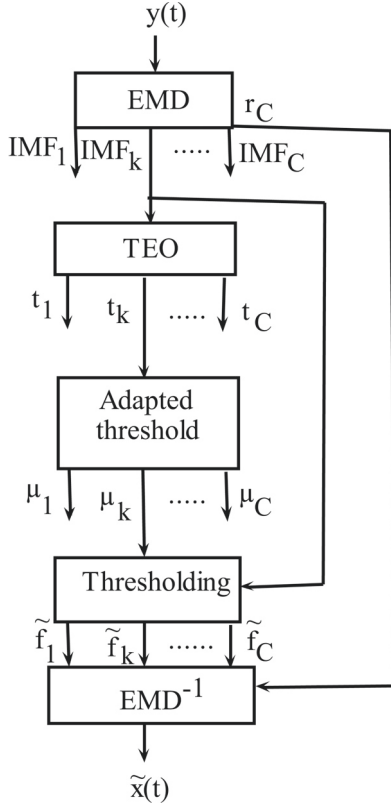 y(t)
EMD
r_C
IMF_1 IMF_k ..... IMF_C
TEO
t_1 t_k ..... t_C
Adapted
threshold
μ_1 μ_k ..... μ_C
Thresholding
f̃_1 f̃_k ...... f̃_C
EMD^-1
x̃(t)